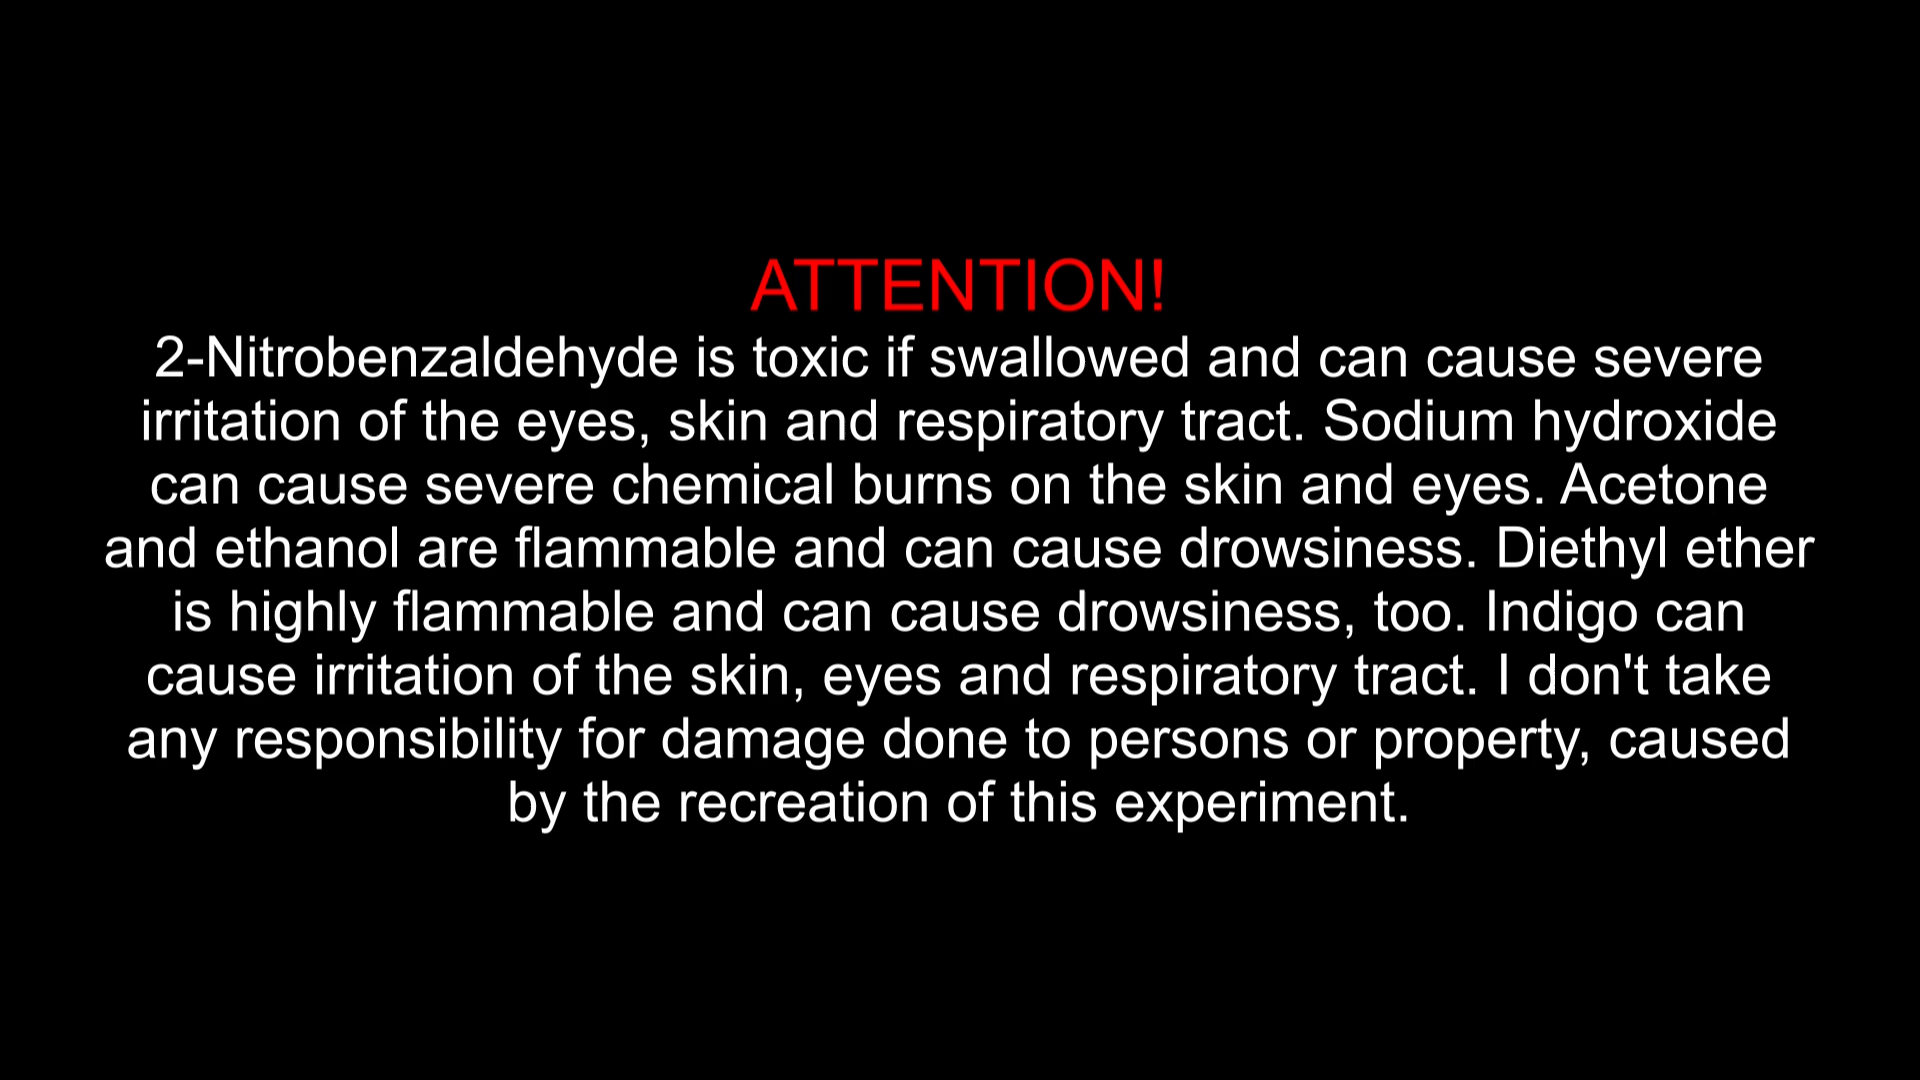 ATTENTION!
2-Nitrobenzaldehyde is toxic if swallowed and can cause severe
irritation of the eyes, skin and respiratory tract. Sodium hydroxide
can cause severe chemical burns on the skin and eyes. Acetone
and ethanol are flammable and can cause drowsiness. Diethyl ether
is highly flammable and can cause drowsiness, too. Indigo can
cause irritation of the skin, eyes and respiratory tract. I don't take
any responsibility for damage done to persons or property, caused
by the recreation of this experiment.